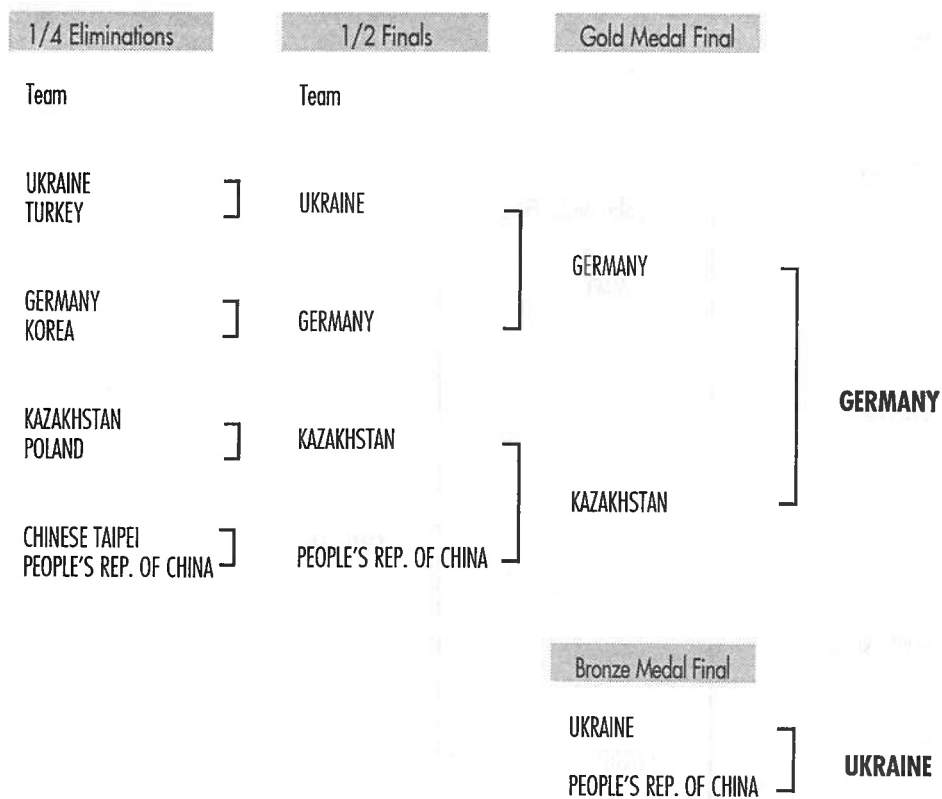 1/4 Eliminations
1/2 Finals
Gold Medal Final
Team
Team
UKRAINE
TURKEY
UKRAINE
GERMANY
GERMANY
KOREA
GERMANY
GERMANY
KAZAKHSTAN
POLAND
KAZAKHSTAN
KAZAKHSTAN
CHINESE TAIPEI
PEOPLE'S REP. OF CHINA
PEOPLE'S REP. OF CHINA
Bronze Medal Final
UKRAINE
PEOPLE'S REP. OF CHINA
UKRAINE